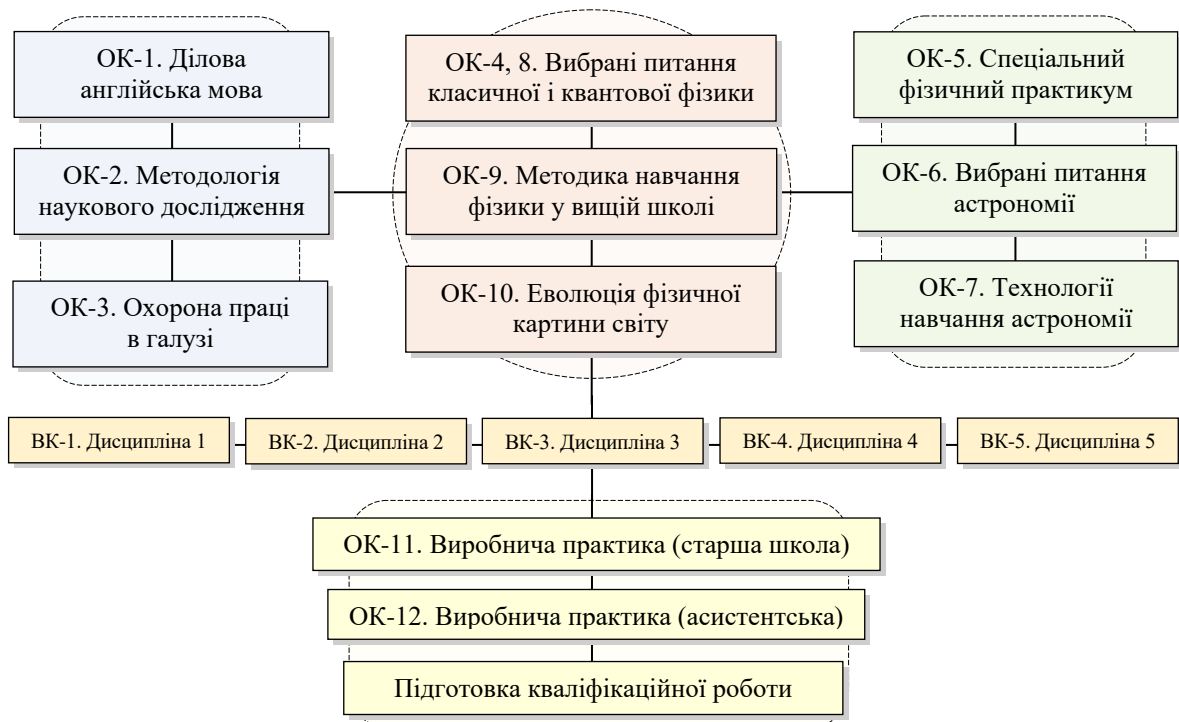 ОК-1. Ділова
англійська мова
ОК-2. Методологія
наукового дослідження
ОК-3. Охорона праці
в галузі
ОК-4, 8. Вибрані питання
класичної і квантової фізики
ОК-9. Методика навчання
фізики у вищій школі
ОК-10. Еволюція фізичної
картини світу
ОК-5. Спеціальний
фізичний практикум
ОК-6. Вибрані питання
астрономії
ОК-7. Технології
навчання астрономії
ВК-1. Дисципліна 1
ВК-2. Дисципліна 2
ВК-3. Дисципліна 3
ВК-4. Дисципліна 4
ВК-5. Дисципліна 5
ОК-11. Виробнича практика (старша школа)
ОК-12. Виробнича практика (асистентська)
Підготовка кваліфікаційної роботи